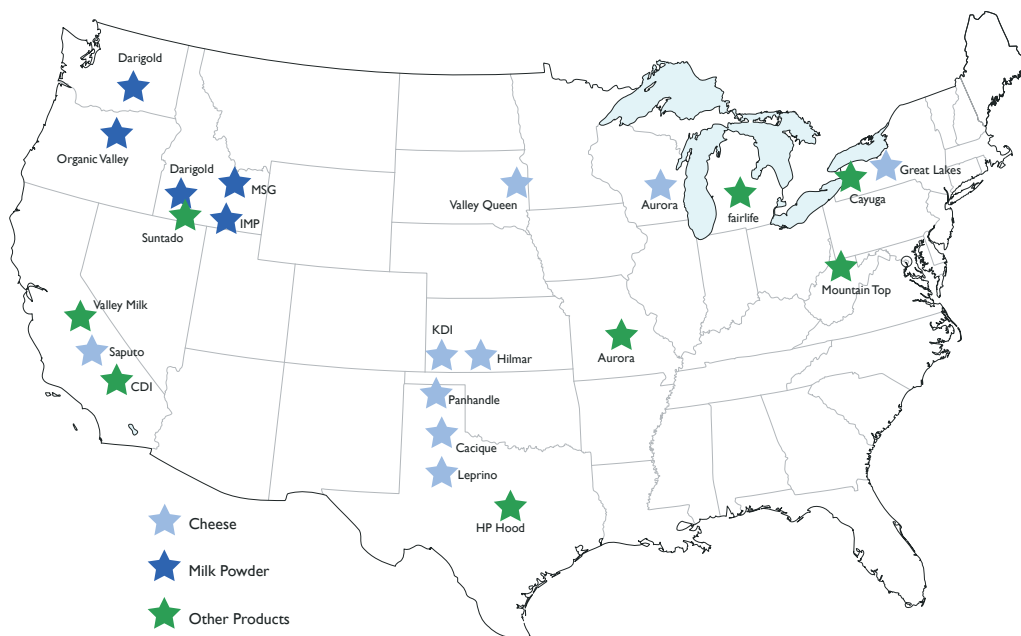 Darigold
Organic Valley
Darigold
MSG
IMP
Suntado
Valley Queen
Aurora
fairlife
Great Lakes
Cayuga
Mountain Top
Valley Milk
Saputo
CDI
KDI
Hilmar
Aurora
Panhandle
Cacique
Leprino
HP Hood
Cheese
Milk Powder
Other Products